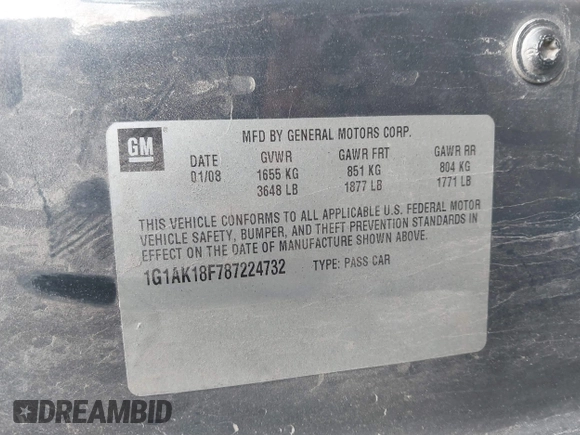 GM
MFD BY GENERAL MOTORS CORP.
DATE GVWR GAWR FRT GAWR RR
01/08 1655 KG 851 KG 804 KG
3648 LB 1877 LB 1771 LB
THIS VEHICLE CONFORMS TO ALL APPLICABLE U.S. FEDERAL MOTOR
VEHICLE SAFETY, BUMPER, AND THEFT PREVENTION STANDARDS IN
EFFECT ON THE DATE OF MANUFACTURE SHOWN ABOVE.
1G1AK18F787224732 TYPE: PASS CAR
DREAMBID